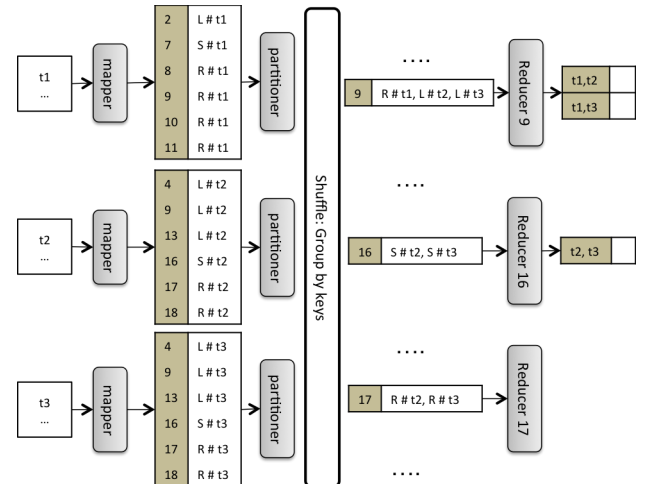 t1
...
mapper
2 L # t1
7 S # t1
8 R # t1
9 R # t1
10 R # t1
11 R # t1
partitioner
t2
...
mapper
4 L # t2
9 L # t2
13 L # t2
16 S # t2
17 R # t2
18 R # t2
partitioner
t3
...
mapper
4 L # t3
9 L # t3
13 L # t3
16 S # t3
17 R # t3
18 R # t3
partitioner
Shuffle: Group by keys
....
9 R # t1, L # t2, L # t3
Reducer 9
t1,t2
t1,t3
....
16 S # t2, S # t3
Reducer 16
t2, t3
....
17 R # t2, R # t3
Reducer 17
....